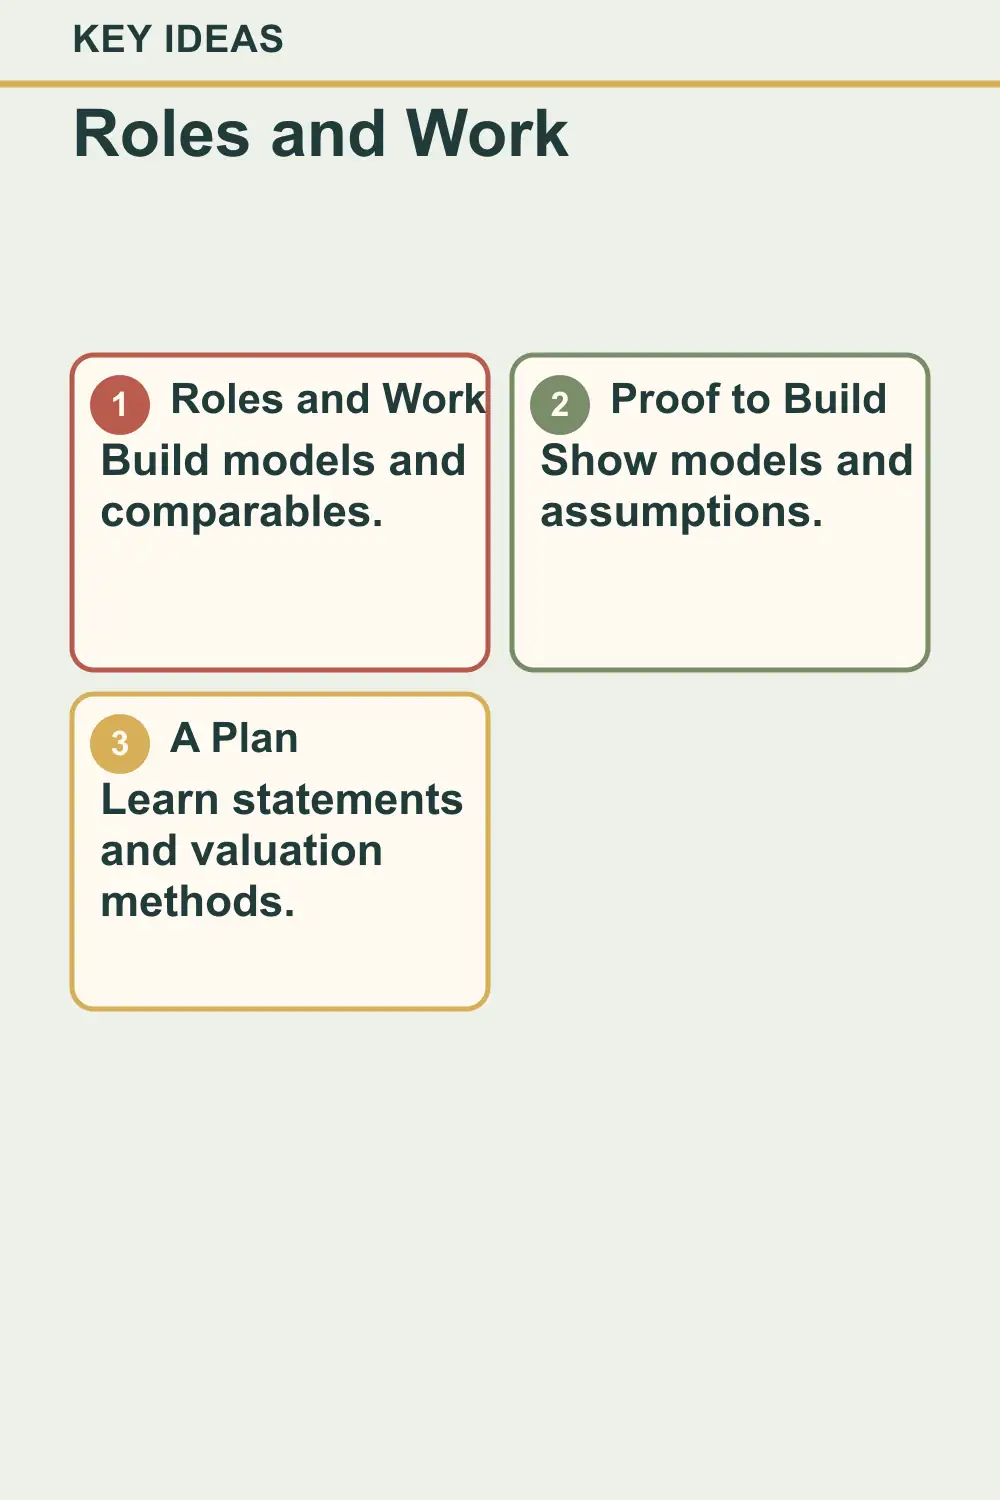 KEY IDEAS
Roles and Work
1 Roles and Work
Build models and
comparables.
2 Proof to Build
Show models and
assumptions.
3 A Plan
Learn statements
and valuation
methods.